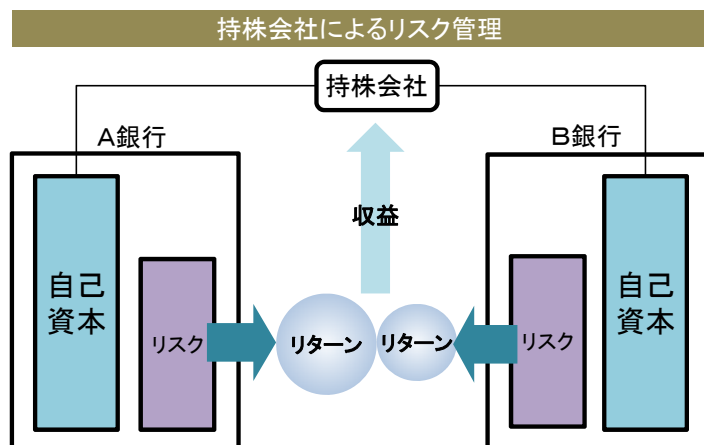 持株会社によるリスク管理
持株会社
A銀行
B銀行
収益
自己
資本
リスク
リターン
リターン
リスク
自己
資本